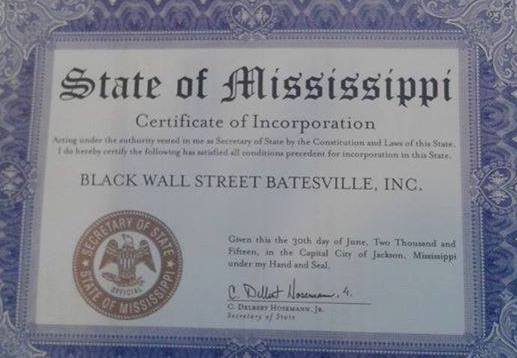 State of Mississippi
Certificate of Incorporation
Acting under the authority vested in me as Secretary of State by the Constitution and Laws of this State.
I do hereby certify the following has satisfied all conditions precedent for incorporation in this State.
BLACK WALL STREET BATESVILLE, INC.
SECRETARY OF STATE
OFFICIAL
STATE OF MISSISSIPPI
Given this the 30th day of June, Two Thousand and
Fifteen, in the Capital City of Jackson, Mississippi
under my Hand and Seal.
C. Delbert Hosemann, Jr.
C. DELBERT HOSEMANN, JR.
Secretary of State